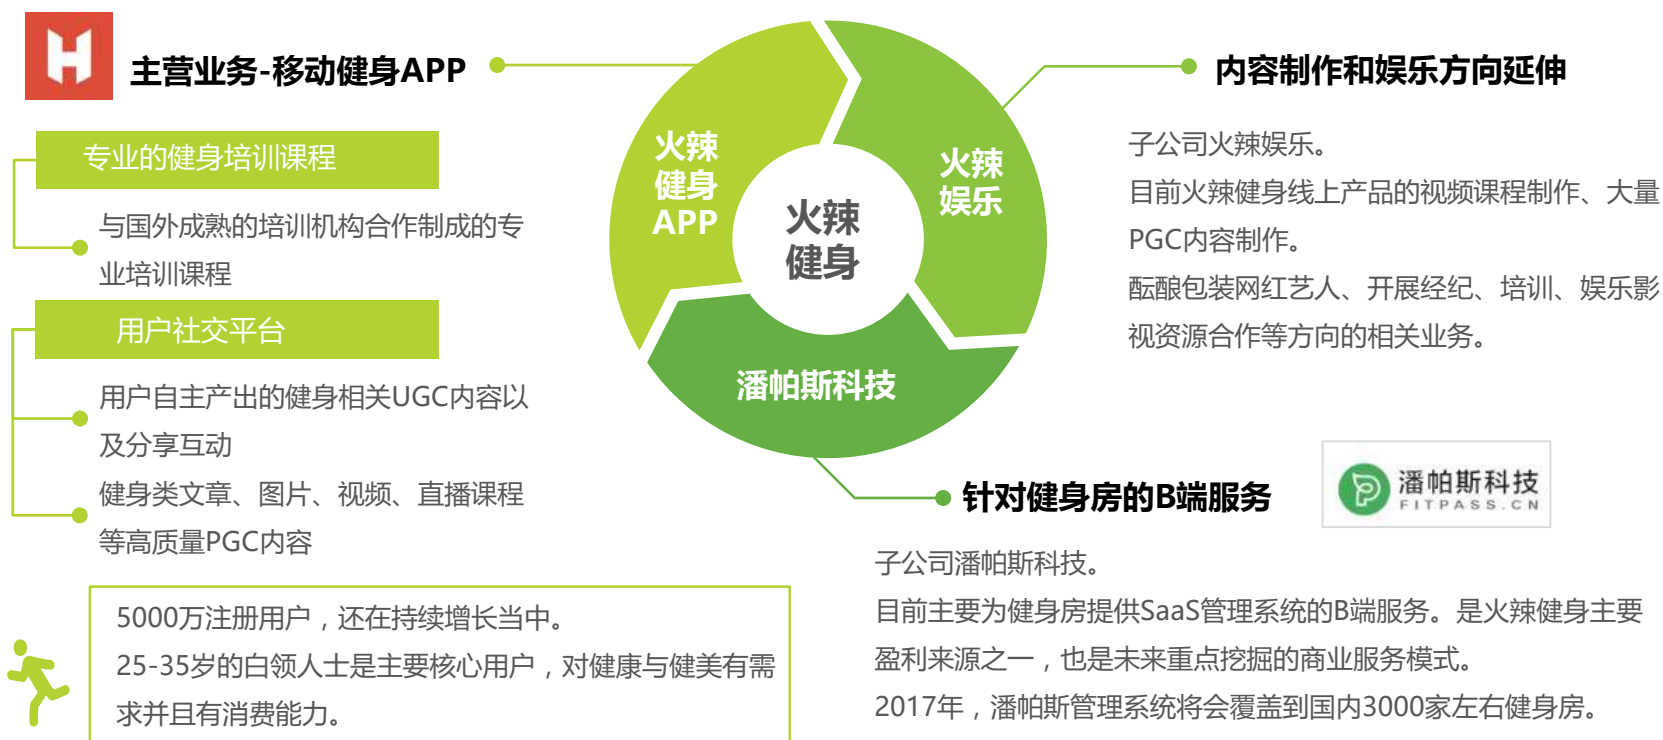 主营业务-移动健身APP
专业的健身培训课程
与国外成熟的培训机构合作制成的专
业培训课程
用户社交平台
用户自主产出的健身相关UGC内容以
及分享互动
健身类文章、图片、视频、直播课程
等高质量PGC内容
5000万注册用户，还在持续增长当中。
25-35岁的白领人士是主要核心用户，对健康与健美有需
求并且有消费能力。
火辣
健身
APP
火辣
娱乐
火辣
健身
潘帕斯科技
内容制作和娱乐方向延伸
子公司火辣娱乐。
目前火辣健身线上产品的视频课程制作、大量
PGC内容制作。
酝酿包装网红艺人、开展经纪、培训、娱乐影
视资源合作等方向的相关业务。
针对健身房的B端服务
潘帕斯科技
FITPASS.CN
子公司潘帕斯科技。
目前主要为健身房提供SaaS管理系统的B端服务。是火辣健身主要
盈利来源之一，也是未来重点挖掘的商业服务模式。
2017年，潘帕斯管理系统将会覆盖到国内3000家左右健身房。